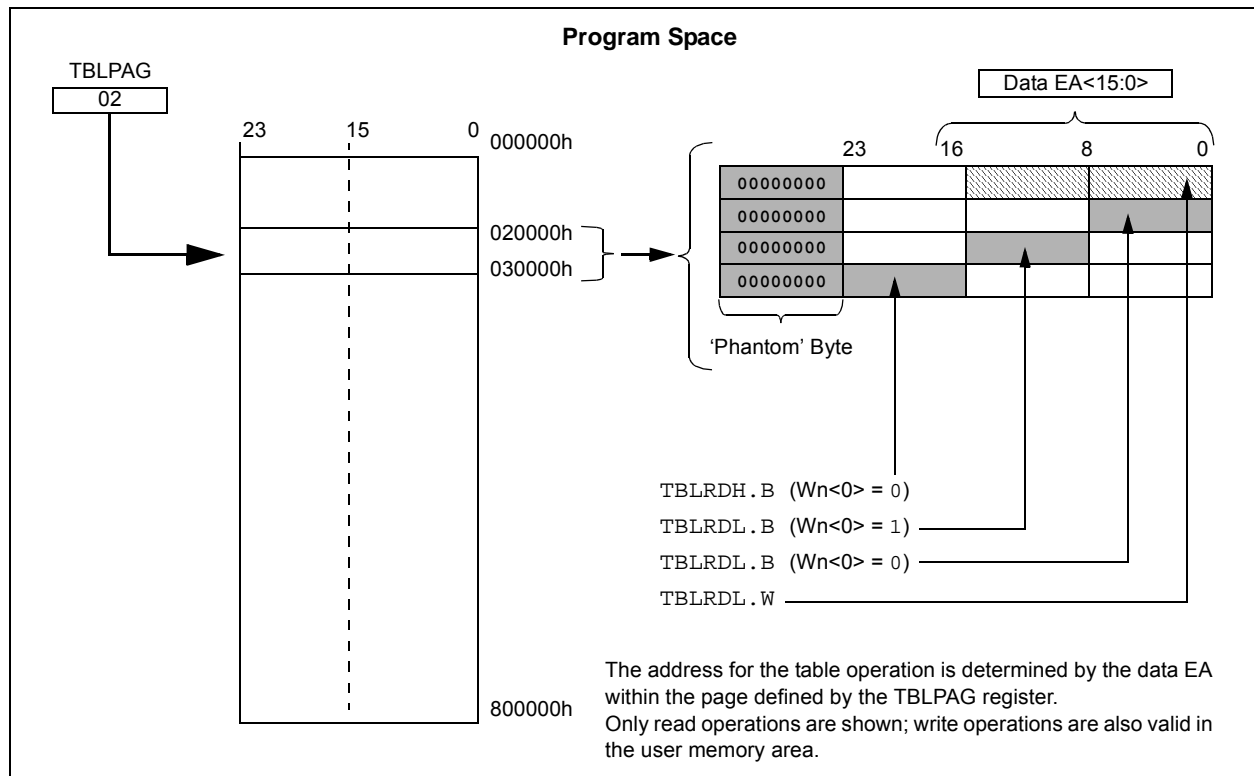 Program Space
TBLPAG
02
Data EA<15:0>
23 15 0
000000h
020000h
030000h
800000h
23 16 8 0
00000000
00000000
00000000
00000000
‘Phantom’ Byte
TBLRDH.B (Wn<0> = 0)
TBLRDL.B (Wn<0> = 1)
TBLRDL.B (Wn<0> = 0)
TBLRDL.W
The address for the table operation is determined by the data EA
within the page defined by the TBLPAG register.
Only read operations are shown; write operations are also valid in
the user memory area.